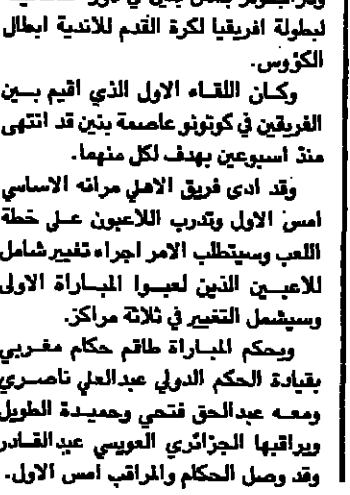 لبطولة افريقيا لكرة القدم للاندية ابطال
الكؤوس.
وكان اللقاء الاول الذي اقيم بين
الفريقين في كوتونو عاصمة بنين قد انتهى
منذ اسبوعين بهدف لكل منهما.
وقد ادى فريق الاهلي مرانه الاساسي
امس الاول وتدرب اللاعبون على خطة
اللعب وسيتطلب الامر اجراء تغيير شامل
للاعبين الذين لعبوا المباراة الاولى
وسيشمل التغيير في ثلاثة مراكز.
ويحكم المباراة طاقم حكام مغربي
بقيادة الحكم الدولي عبدالعلي ناصري
ومعه عبدالحق فتحي وحميدة الطويل
ويراقبها الجزائري العويسي عبدالقادر
وقد وصل الحكام والمراقب امس الاول.